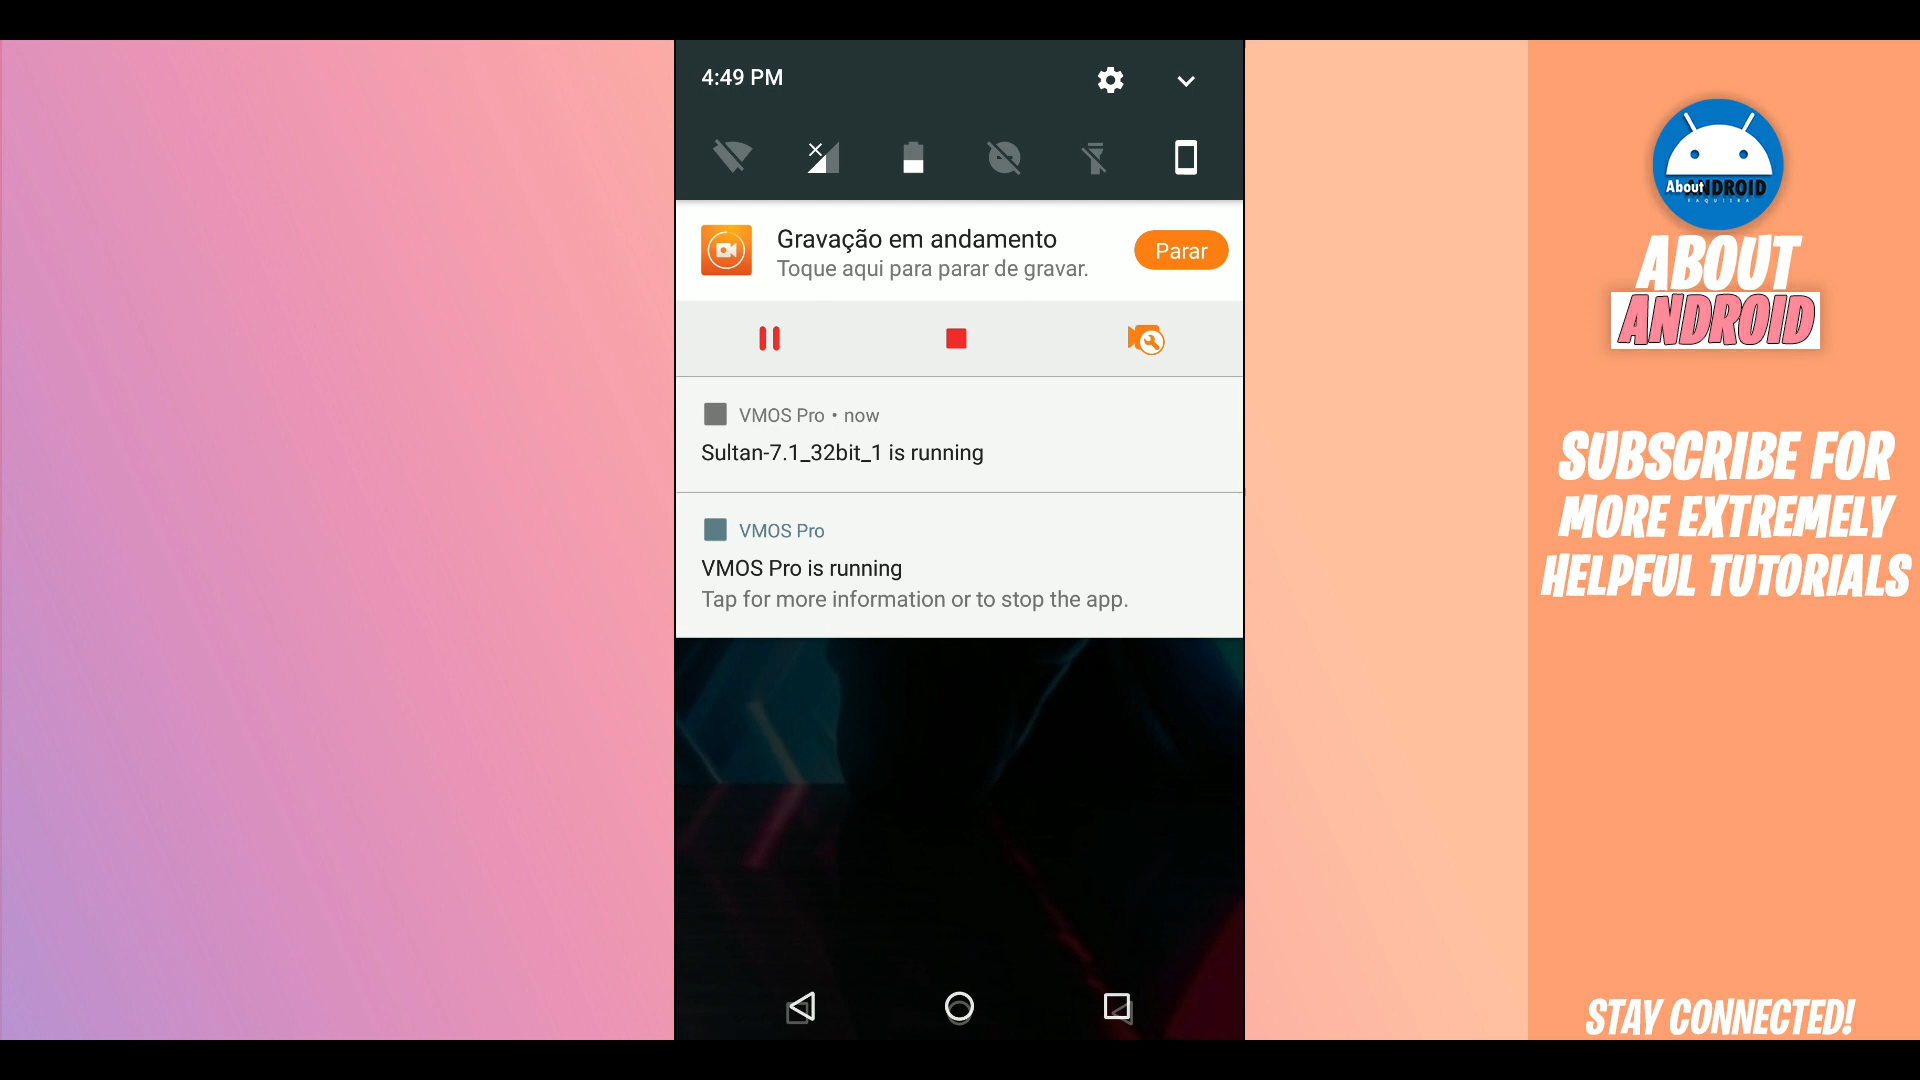 4:49 PM
Gravação em andamento
Toque aqui para parar de gravar.
Parar
VMOS Pro • now
Sultan-7.1_32bit_1 is running
VMOS Pro
VMOS Pro is running
Tap for more information or to stop the app.
About ANDROID
FAQUIIRA
ABOUT
ANDROID
SUBSCRIBE FOR
MORE EXTREMELY
HELPFUL TUTORIALS
STAY CONNECTED!